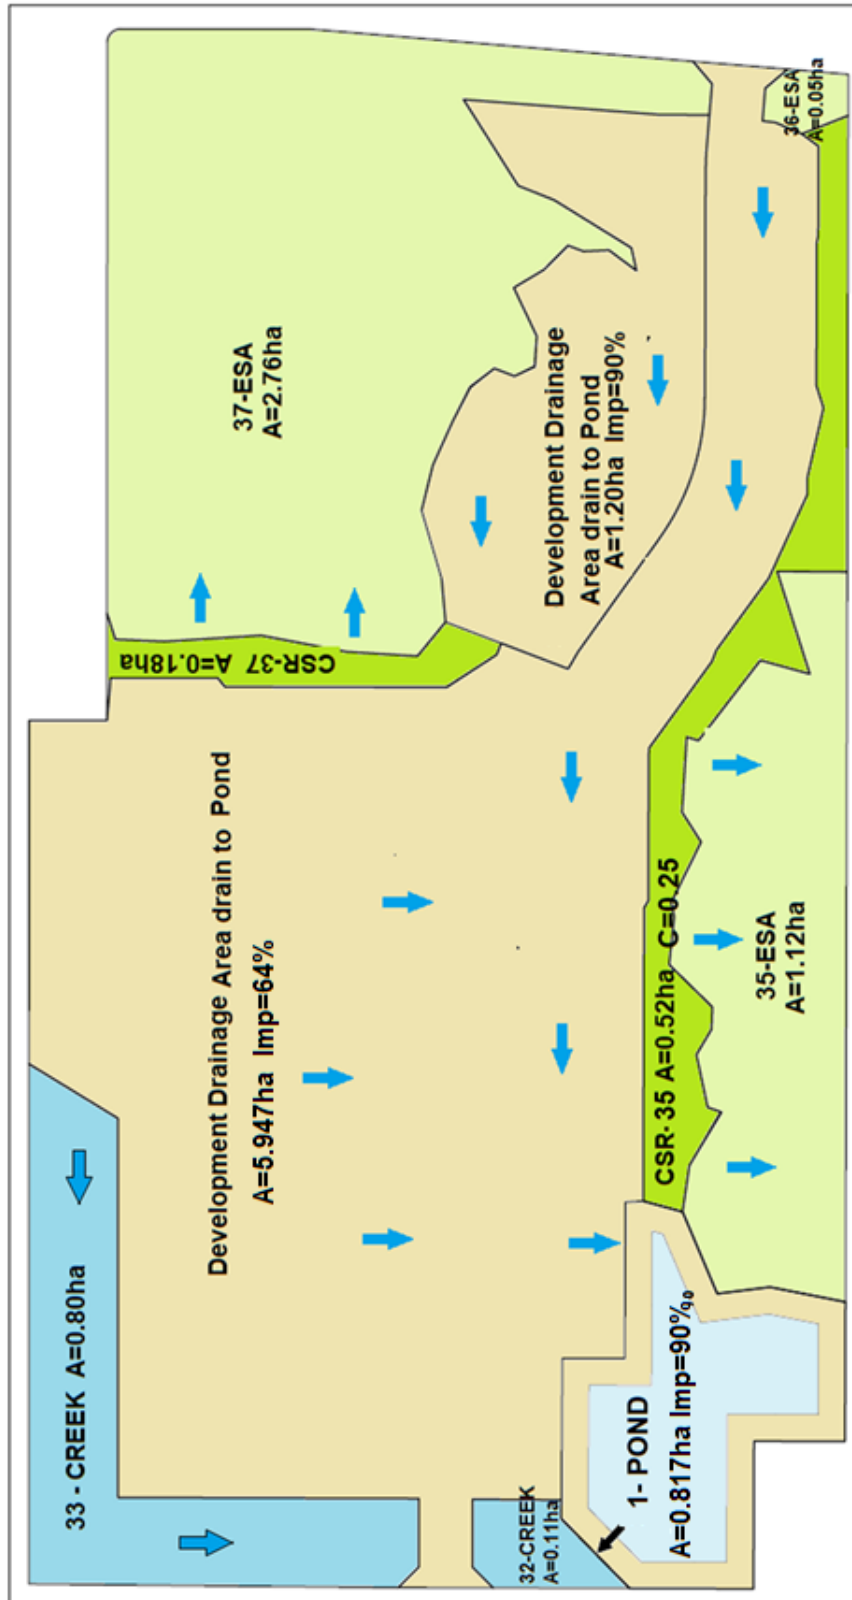 36-ESA
A=0.05ha
37-ESA
A=2.76ha
Development Drainage
Area drain to Pond
A=1.20ha Imp=90%
CSR-37 A=0.18ha
Development Drainage Area drain to Pond
A=5.947ha Imp=64%
CSR- 35 A=0.52ha C=0.25
35-ESA
A=1.12ha
33 - CREEK A=0.80ha
32-CREEK
A=0.11ha
1- POND
A=0.817ha Imp=90%